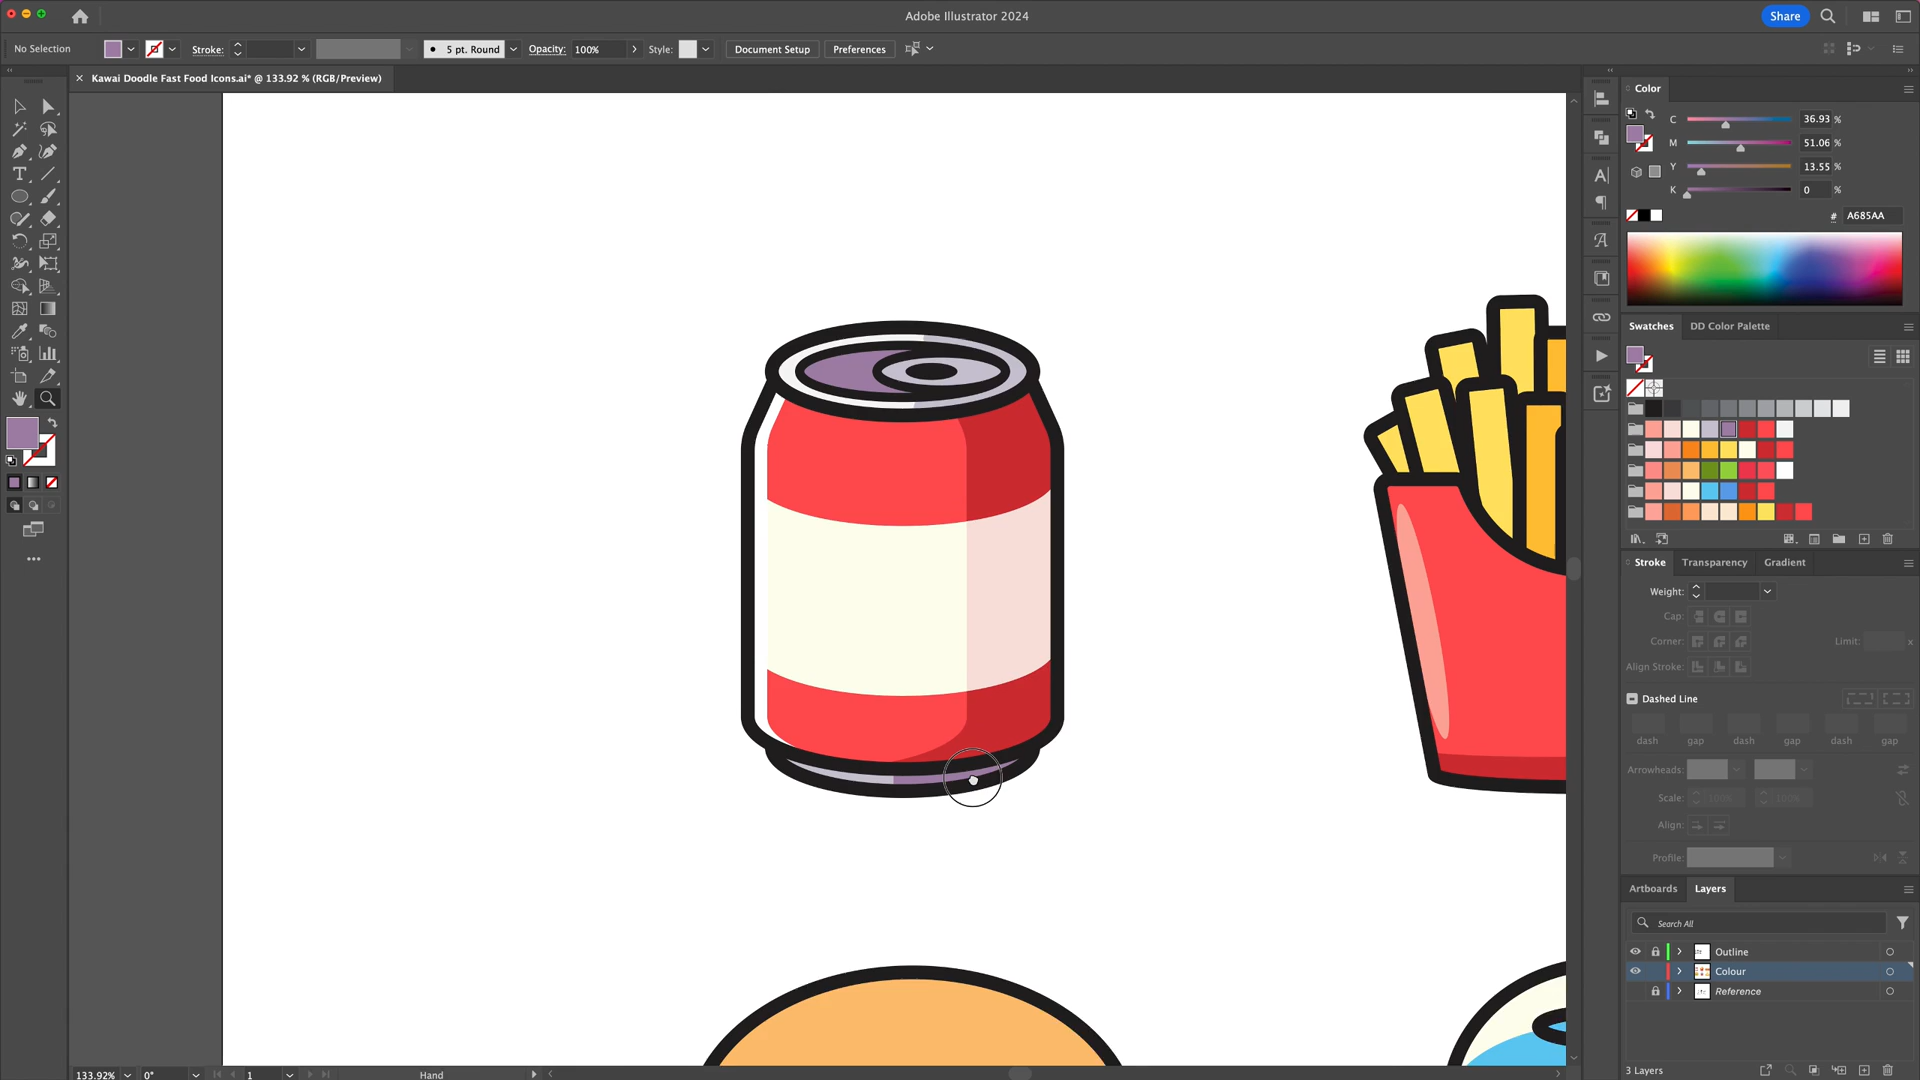 Adobe Illustrator 2024
Share
No Selection
Stroke:
5 pt. Round
Opacity:
100%
Style:
Document Setup
Preferences
Kawai Doodle Fast Food Icons.ai* @ 133.92 % (RGB/Preview)
Color
C
36.93
%
M
51.06
%
Y
13.55
%
K
0
%
#
A685AA
Swatches
DD Color Palette
Stroke
Transparency
Gradient
Weight:
Cap:
Corner:
Limit:
x
Align Stroke:
Dashed Line
dash
gap
dash
gap
dash
gap
Arrowheads:
Scale:
100%
100%
Align:
Profile:
Artboards
Layers
Search All
Outline
Colour
Reference
3 Layers
133.92%
0°
1
Hand